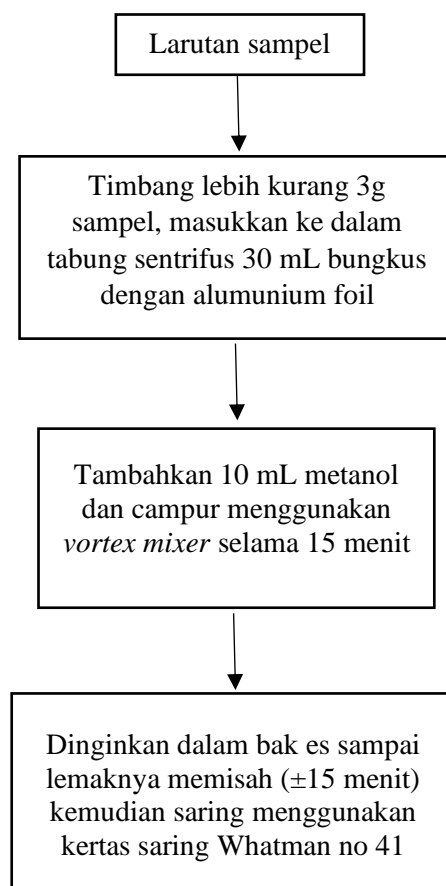 Larutan sampel
Timbang lebih kurang 3g
sampel, masukkan ke dalam
tabung sentrifus 30 mL bungkus
dengan alumunium foil
Tambahkan 10 mL metanol
dan campur menggunakan
vortex mixer selama 15 menit
Dinginkan dalam bak es sampai
lemaknya memisah (±15 menit)
kemudian saring menggunakan
kertas saring Whatman no 41